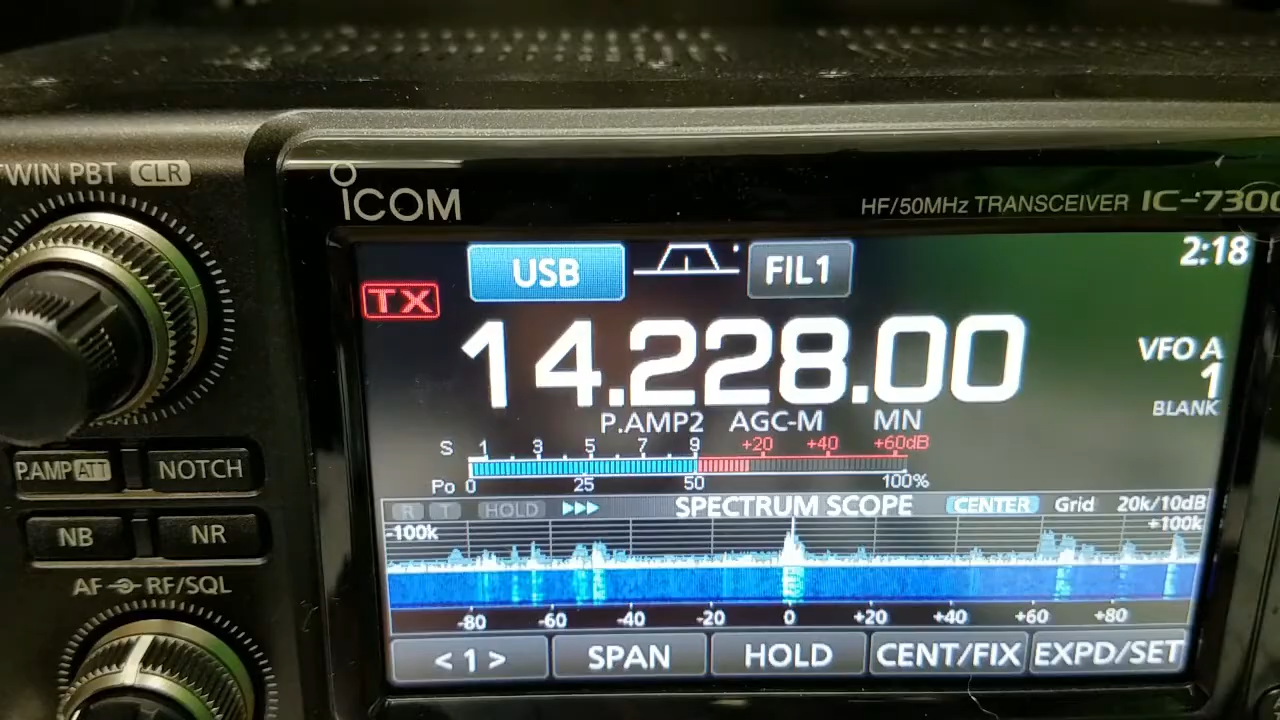 TWIN PBT CLR
ICOM
HF/50MHz TRANSCEIVER IC-7300
USB FIL1 2:18
TX
14.228.00
VFO A
1
BLANK
P.AMP2 AGC-M MN
S 1 3 5 7 9 +20 +40 +60dB
Po 0 25 50 100%
P.AMP ATT NOTCH
R T HOLD SPECTRUM SCOPE CENTER Grid 20k/10dB
-100k +100k
NB NR
AF RF/SQL
-80 -60 -40 -20 0 +20 +40 +60 +80
< 1 > SPAN HOLD CENT/FIX EXPD/SET